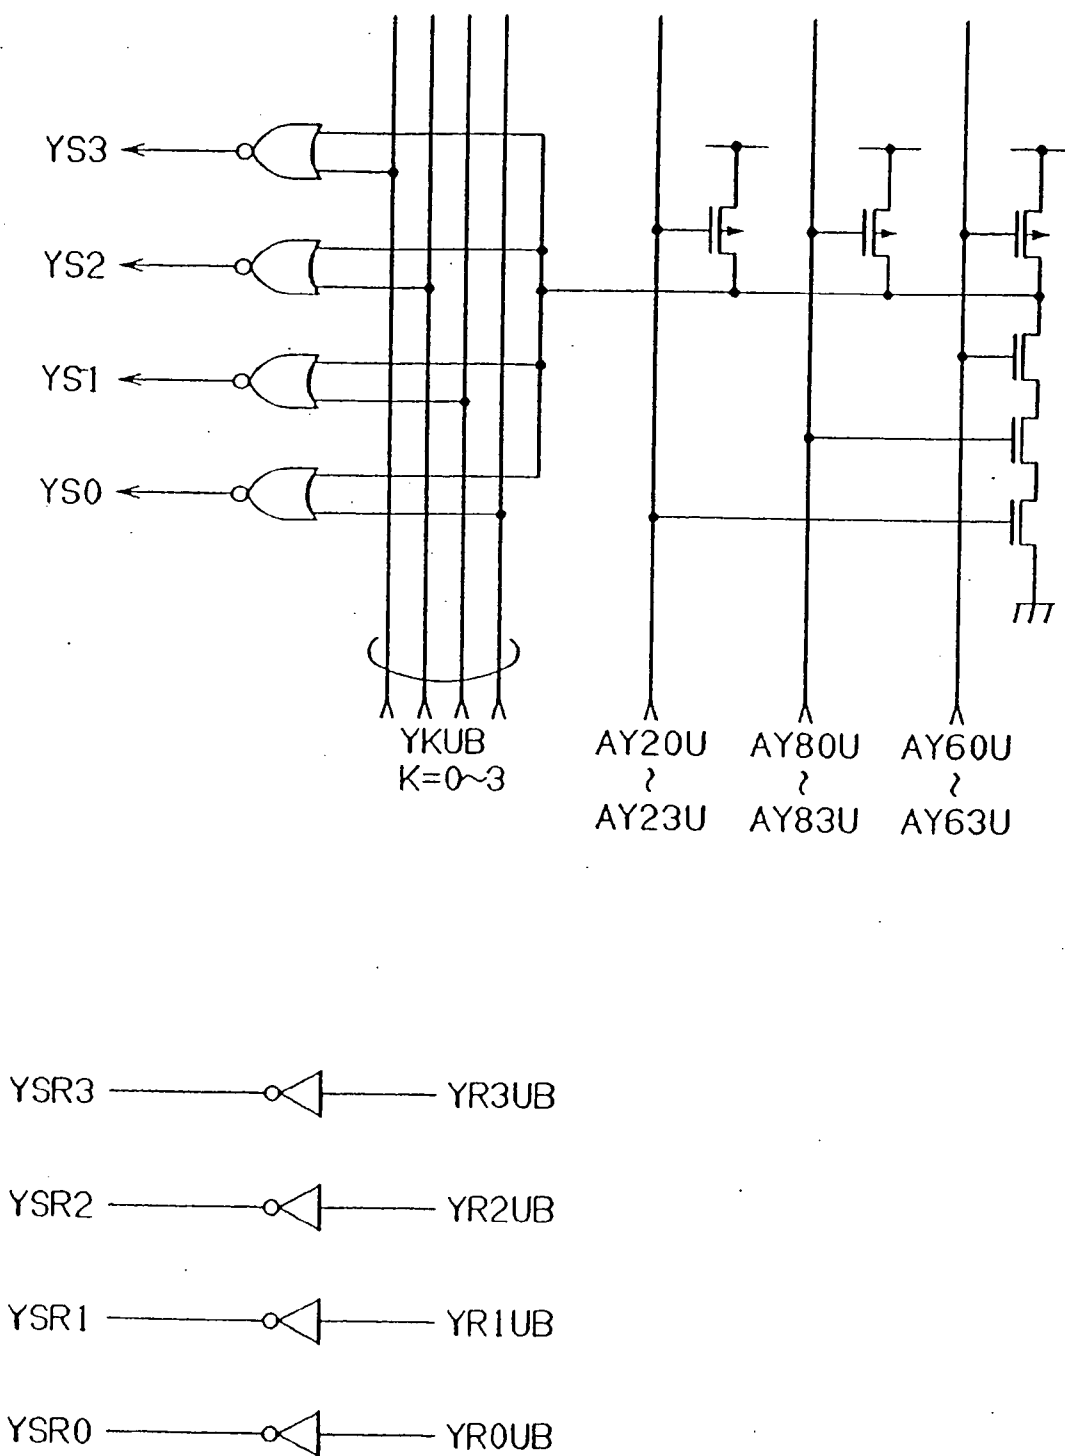 YS3
YS2
YS1
YS0
YKUB
K=0~3
AY20U
~
AY23U
AY80U
~
AY83U
AY60U
~
AY63U
YSR3 YR3UB
YSR2 YR2UB
YSR1 YR1UB
YSR0 YR0UB